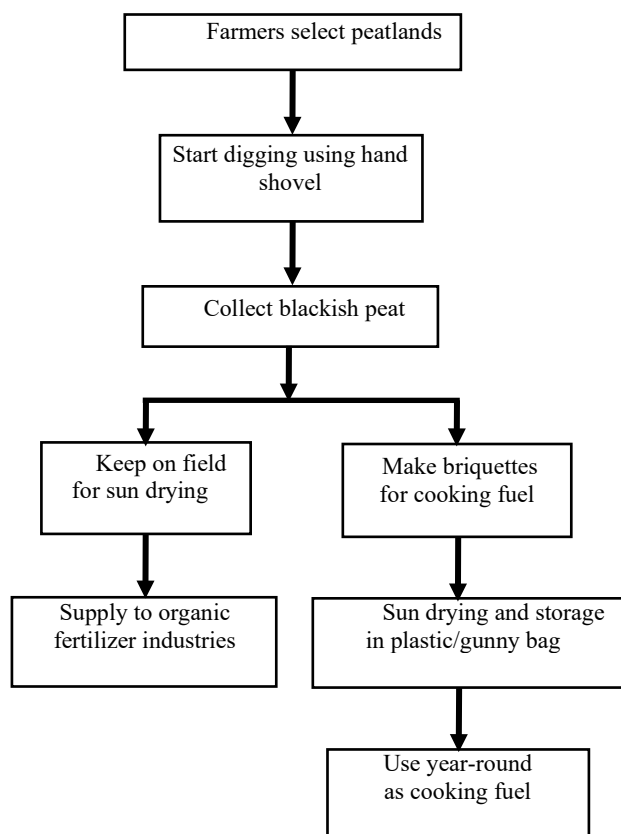 Farmers select peatlands
Start digging using hand
shovel
Collect blackish peat
Keep on field
for sun drying
Make briquettes
for cooking fuel
Supply to organic
fertilizer industries
Sun drying and storage
in plastic/gunny bag
Use year-round
as cooking fuel